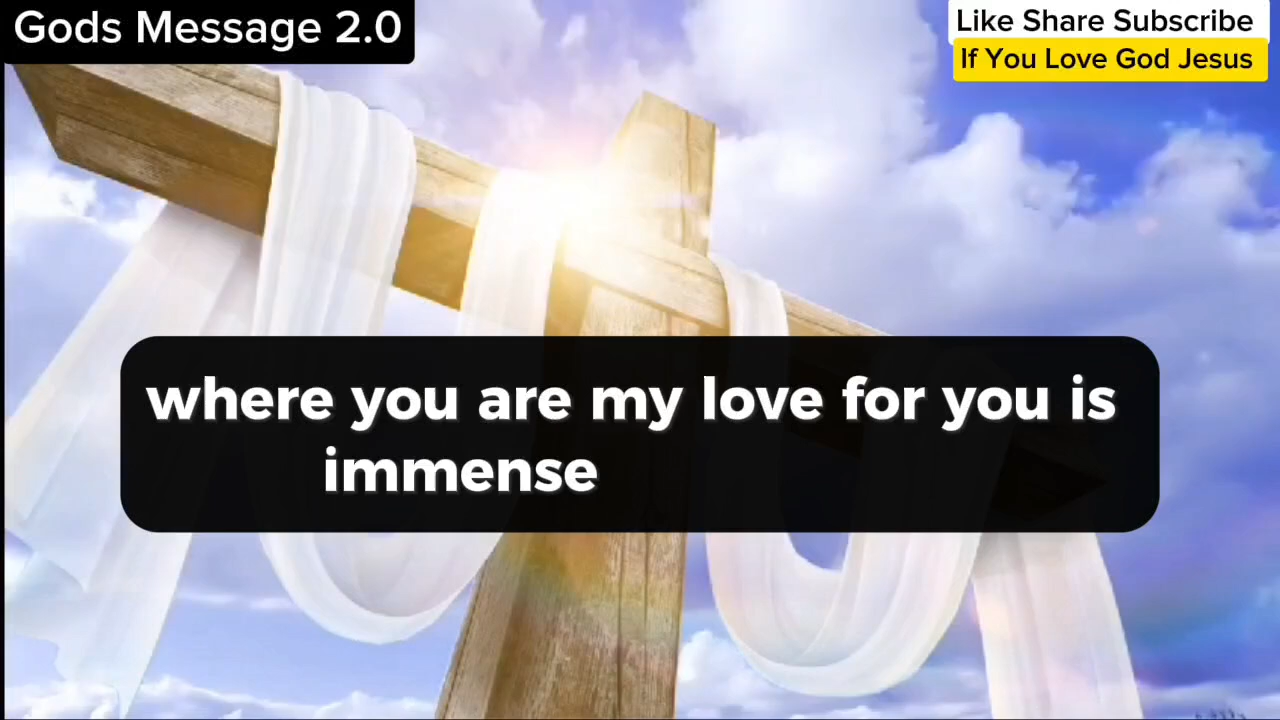 Gods Message 2.0
Like Share Subscribe
If You Love God Jesus
where you are my love for you is
immense